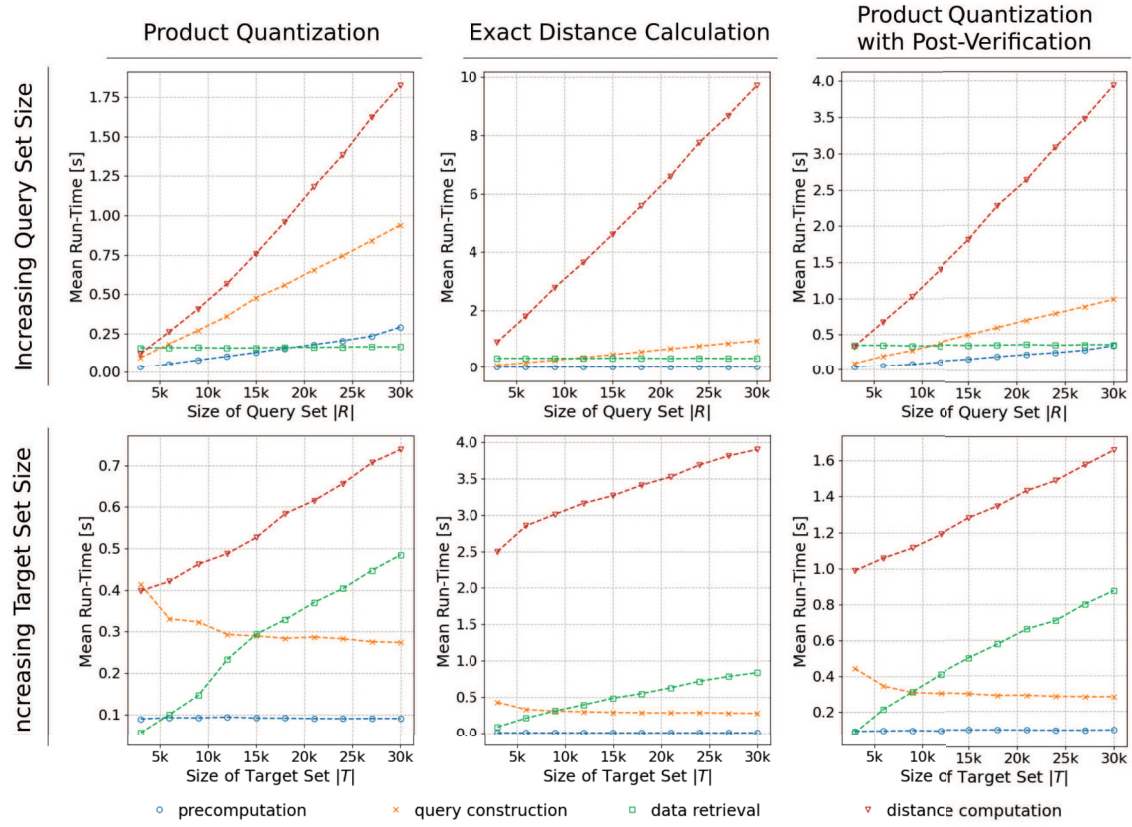 Product Quantization
Exact Distance Calculation
Product Quantization
with Post-Verification
Increasing Query Set Size
Mean Run-Time [s]
1.75
1.50
1.25
1.00
0.75
0.50
0.25
0.00
5k 10k 15k 20k 25k 30k
Size of Query Set |R|
Mean Run-Time [s]
10
8
6
4
2
0
5k 10k 15k 20k 25k 30k
Size of Query Set |R|
Mean Run-Time [s]
4.0
3.5
3.0
2.5
2.0
1.5
1.0
0.5
0.0
5k 10k 15k 20k 25k 30k
Size of Query Set |R|
ncreasing Target Set Size
Mean Run-Time [s]
0.7
0.6
0.5
0.4
0.3
0.2
0.1
5k 10k 15k 20k 25k 30k
Size of Target Set |T|
Mean Run-Time [s]
4.0
3.5
3.0
2.5
2.0
1.5
1.0
0.5
0.0
5k 10k 15k 20k 25k 30k
Size of Target Set |T|
Mean Run-Time [s]
1.6
1.4
1.2
1.0
0.8
0.6
0.4
0.2
5k 10k 15k 20k 25k 30k
Size of Target Set |T|
precomputation query construction data retrieval distance computation